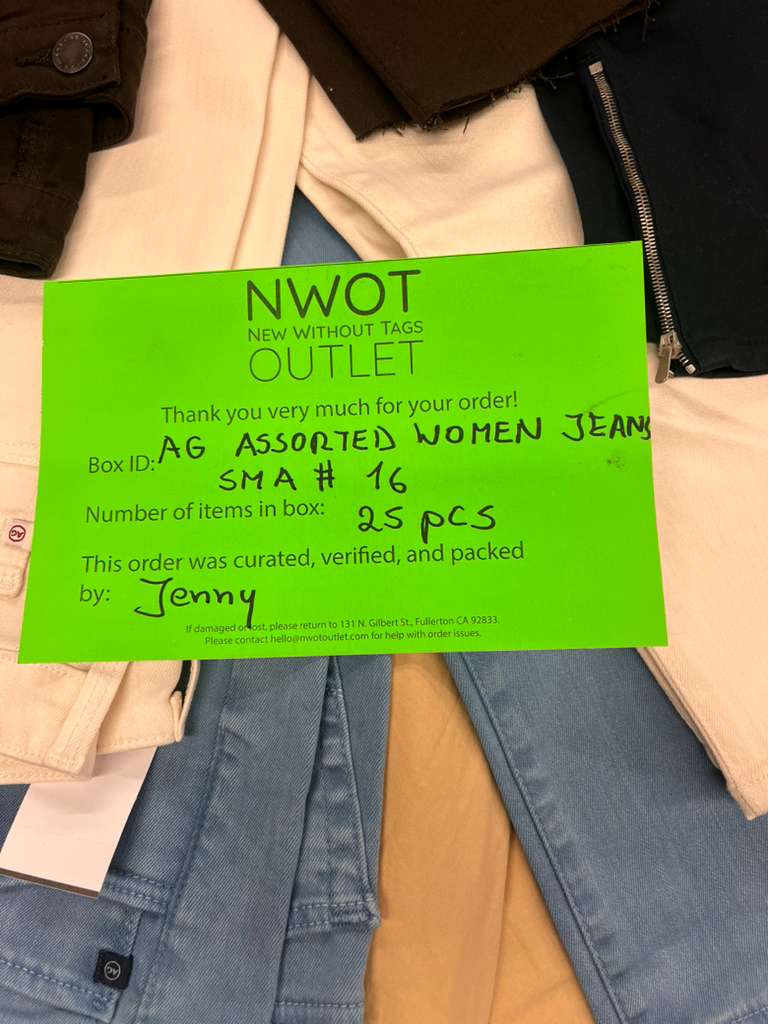 NWOT
NEW WITHOUT TAGS
OUTLET
Thank you very much for your order!
Box ID: AG ASSORTED WOMEN JEANS
SMA # 16
Number of items in box: 25 pcs
This order was curated, verified, and packed
by: Jenny
If damaged or lost, please return to 131 N. Gilbert St., Fullerton CA 92833.
Please contact hello@nwotoutlet.com for help with order issues.
AG
AG